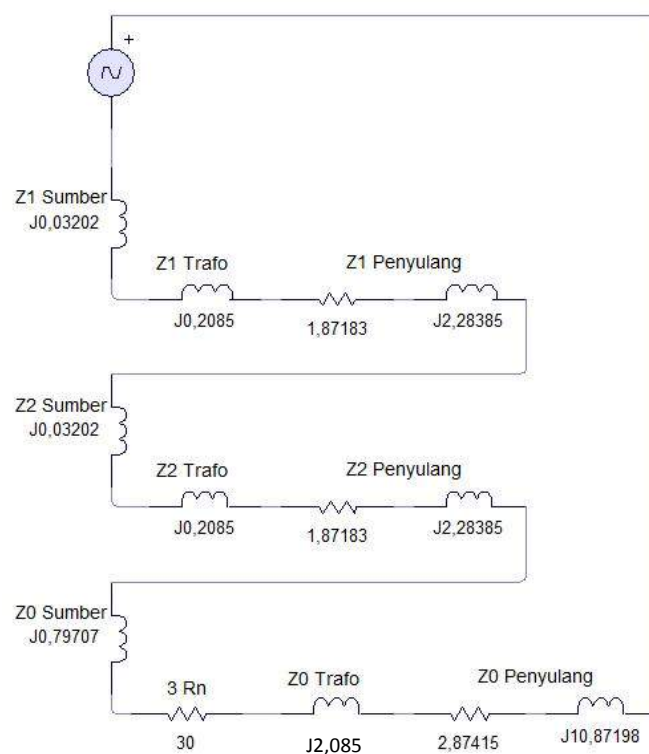 +
Z1 Sumber
J0,03202
Z1 Trafo
Z1 Penyulang
J0,2085
1,87183
J2,28385
Z2 Sumber
J0,03202
Z2 Trafo
Z2 Penyulang
J0,2085
1,87183
J2,28385
Z0 Sumber
J0,79707
3 Rn
Z0 Trafo
Z0 Penyulang
30
J2,085
2,87415
J10,87198